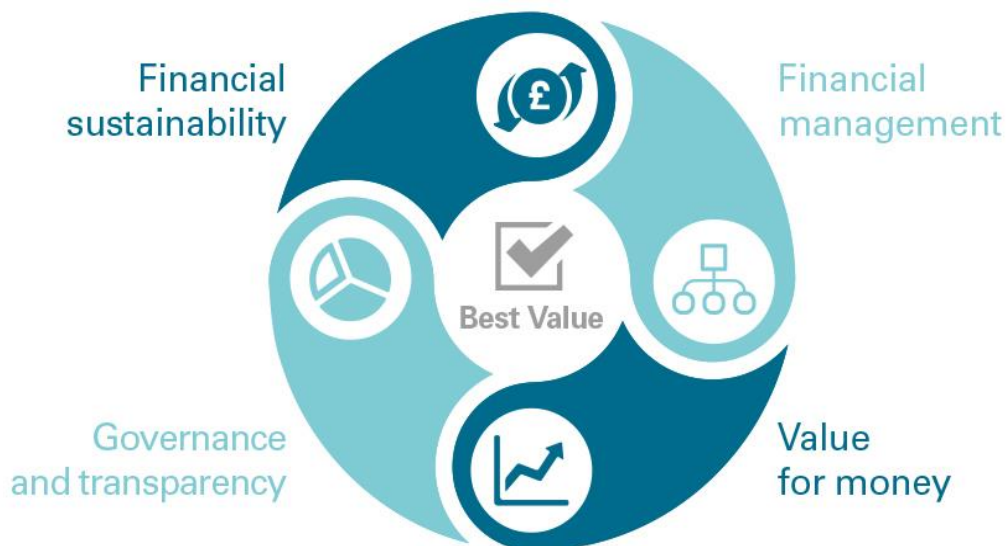 Financial
sustainability
£
Financial
management
Best Value
Governance
and transparency
Value
for money